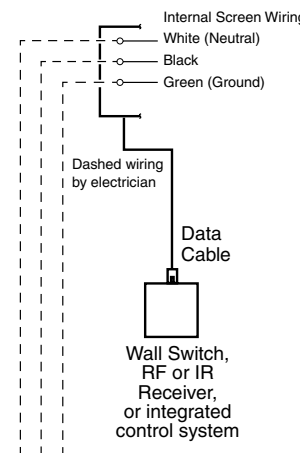 Internal Screen Wiring
White (Neutral)
Black
Green (Ground)
Dashed wiring
by electrician
Data
Cable
Wall Switch,
RF or IR
Receiver,
or integrated
control system